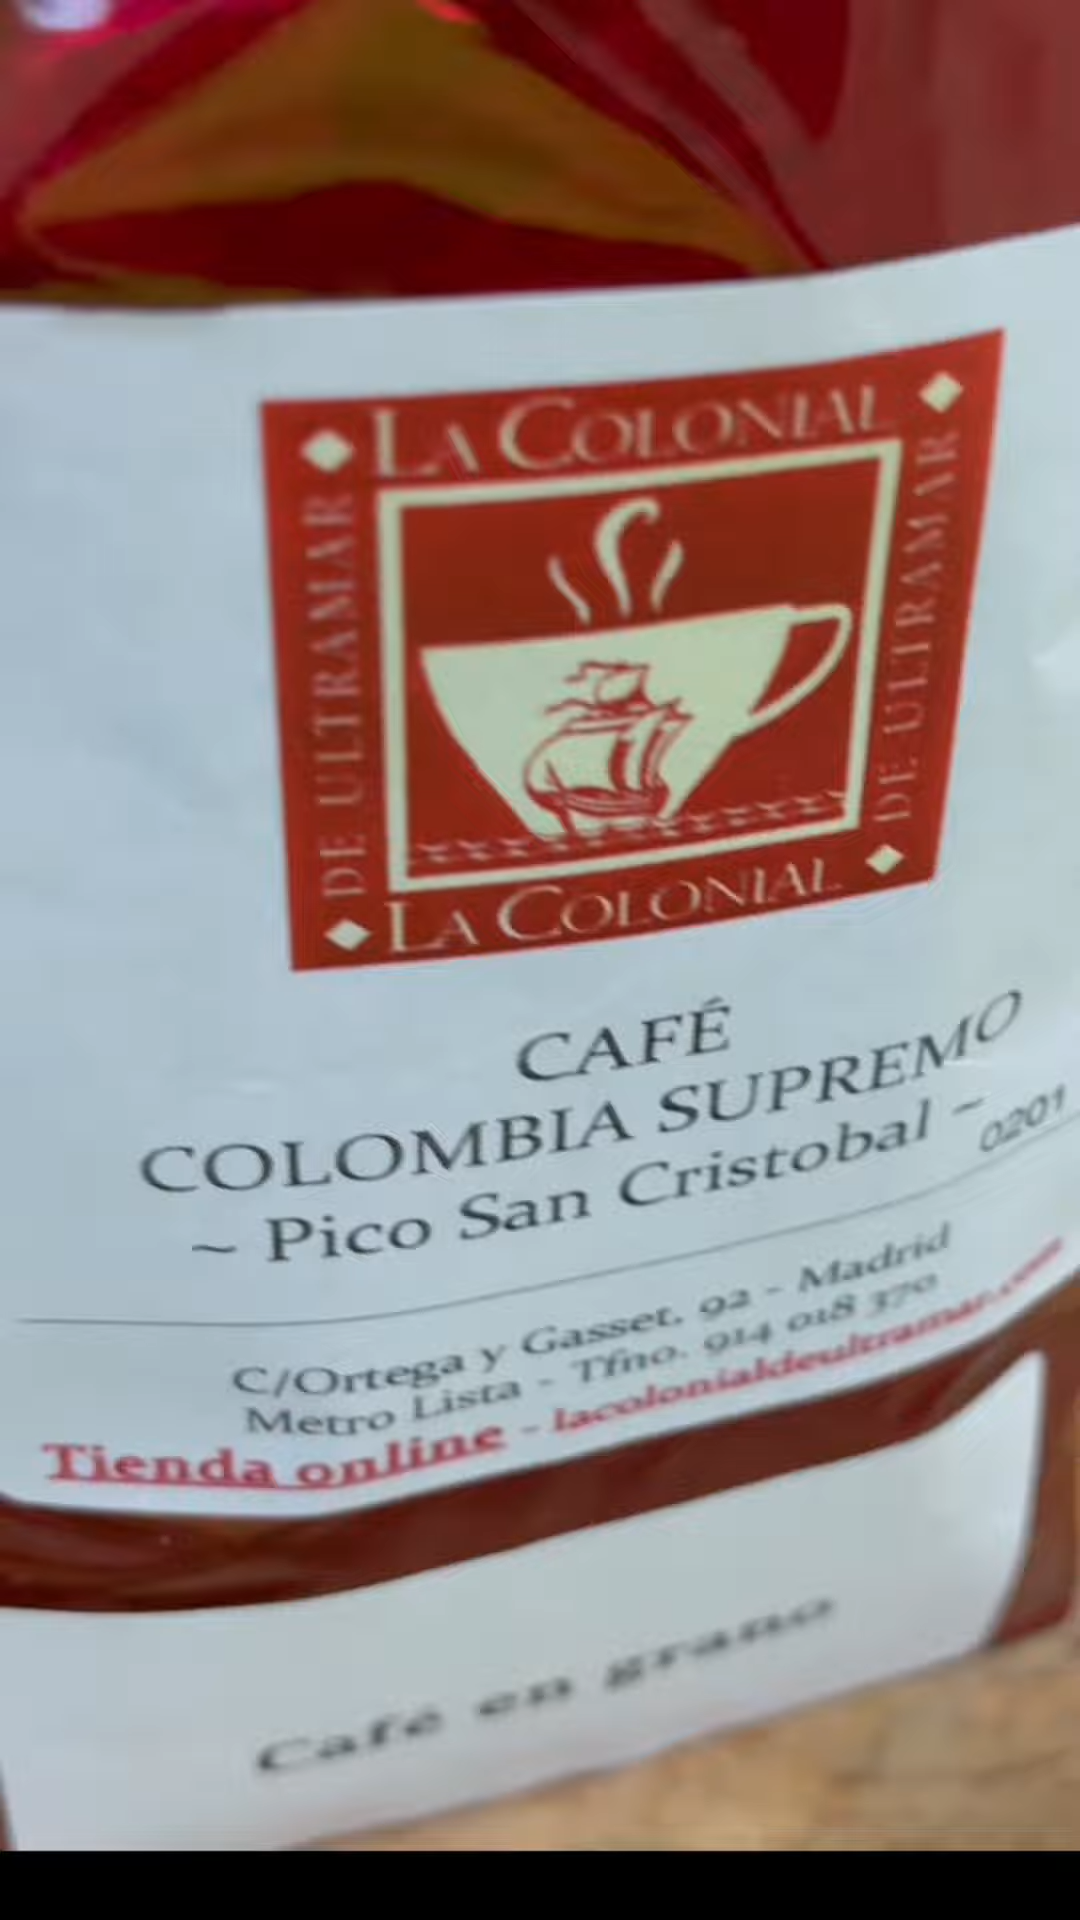 LA COLONIAL
DE ULTRAMAR
DE ULTRAMAR
LA COLONIAL
CAFÉ
COLOMBIA SUPREMO
~ Pico San Cristobal ~
0201
C/Ortega y Gasset, 92 - Madrid
Metro Lista - Tfno. 914 018 370
Tienda online - lacolonialdeultramar.com
Café en grano